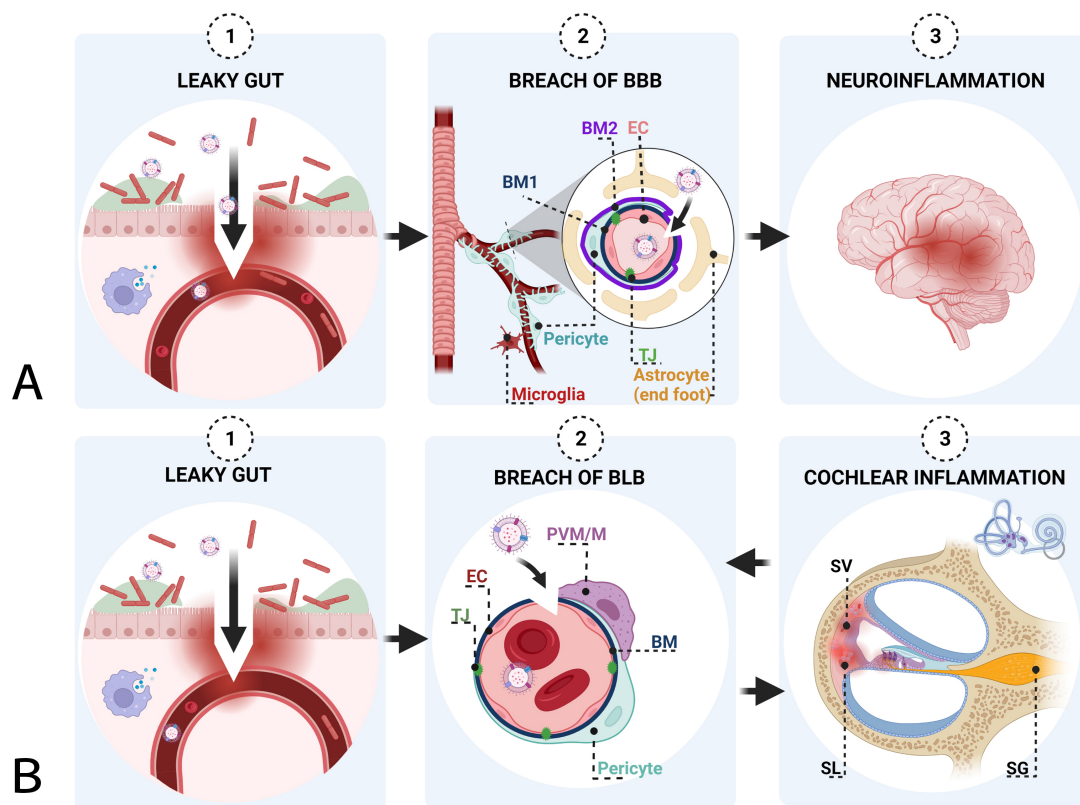 1
LEAKY GUT
2
BREACH OF BBB
BM2 EC
BM1
Pericyte
TJ
Astrocyte
(end foot)
Microglia
3
NEUROINFLAMMATION
A
1
LEAKY GUT
2
BREACH OF BLB
PVM/M
EC
TJ
BM
Pericyte
3
COCHLEAR INFLAMMATION
SV
SL
SG
B